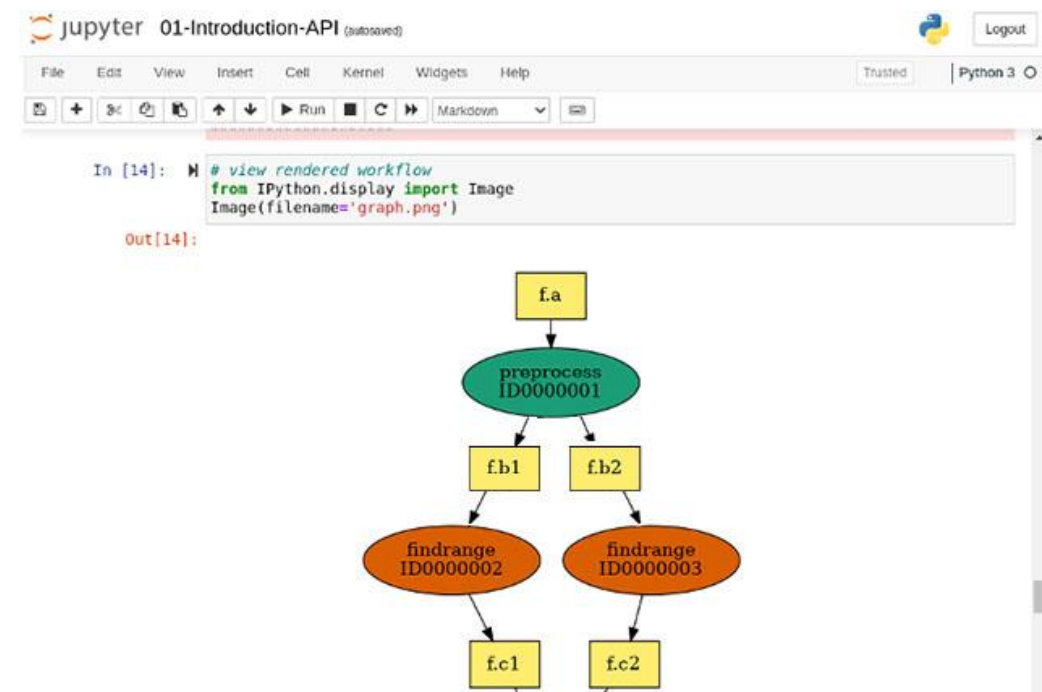 jupyter 01-Introduction-API (autosaved)
Logout
File Edit View Insert Cell Kernel Widgets Help
Trusted
Python 3
Run
Markdown
In [14]:
# view rendered workflow
from IPython.display import Image
Image(filename='graph.png')
Out[14]:
f.a
preprocess
ID0000001
f.b1
f.b2
findrange
ID0000002
findrange
ID0000003
f.c1
f.c2